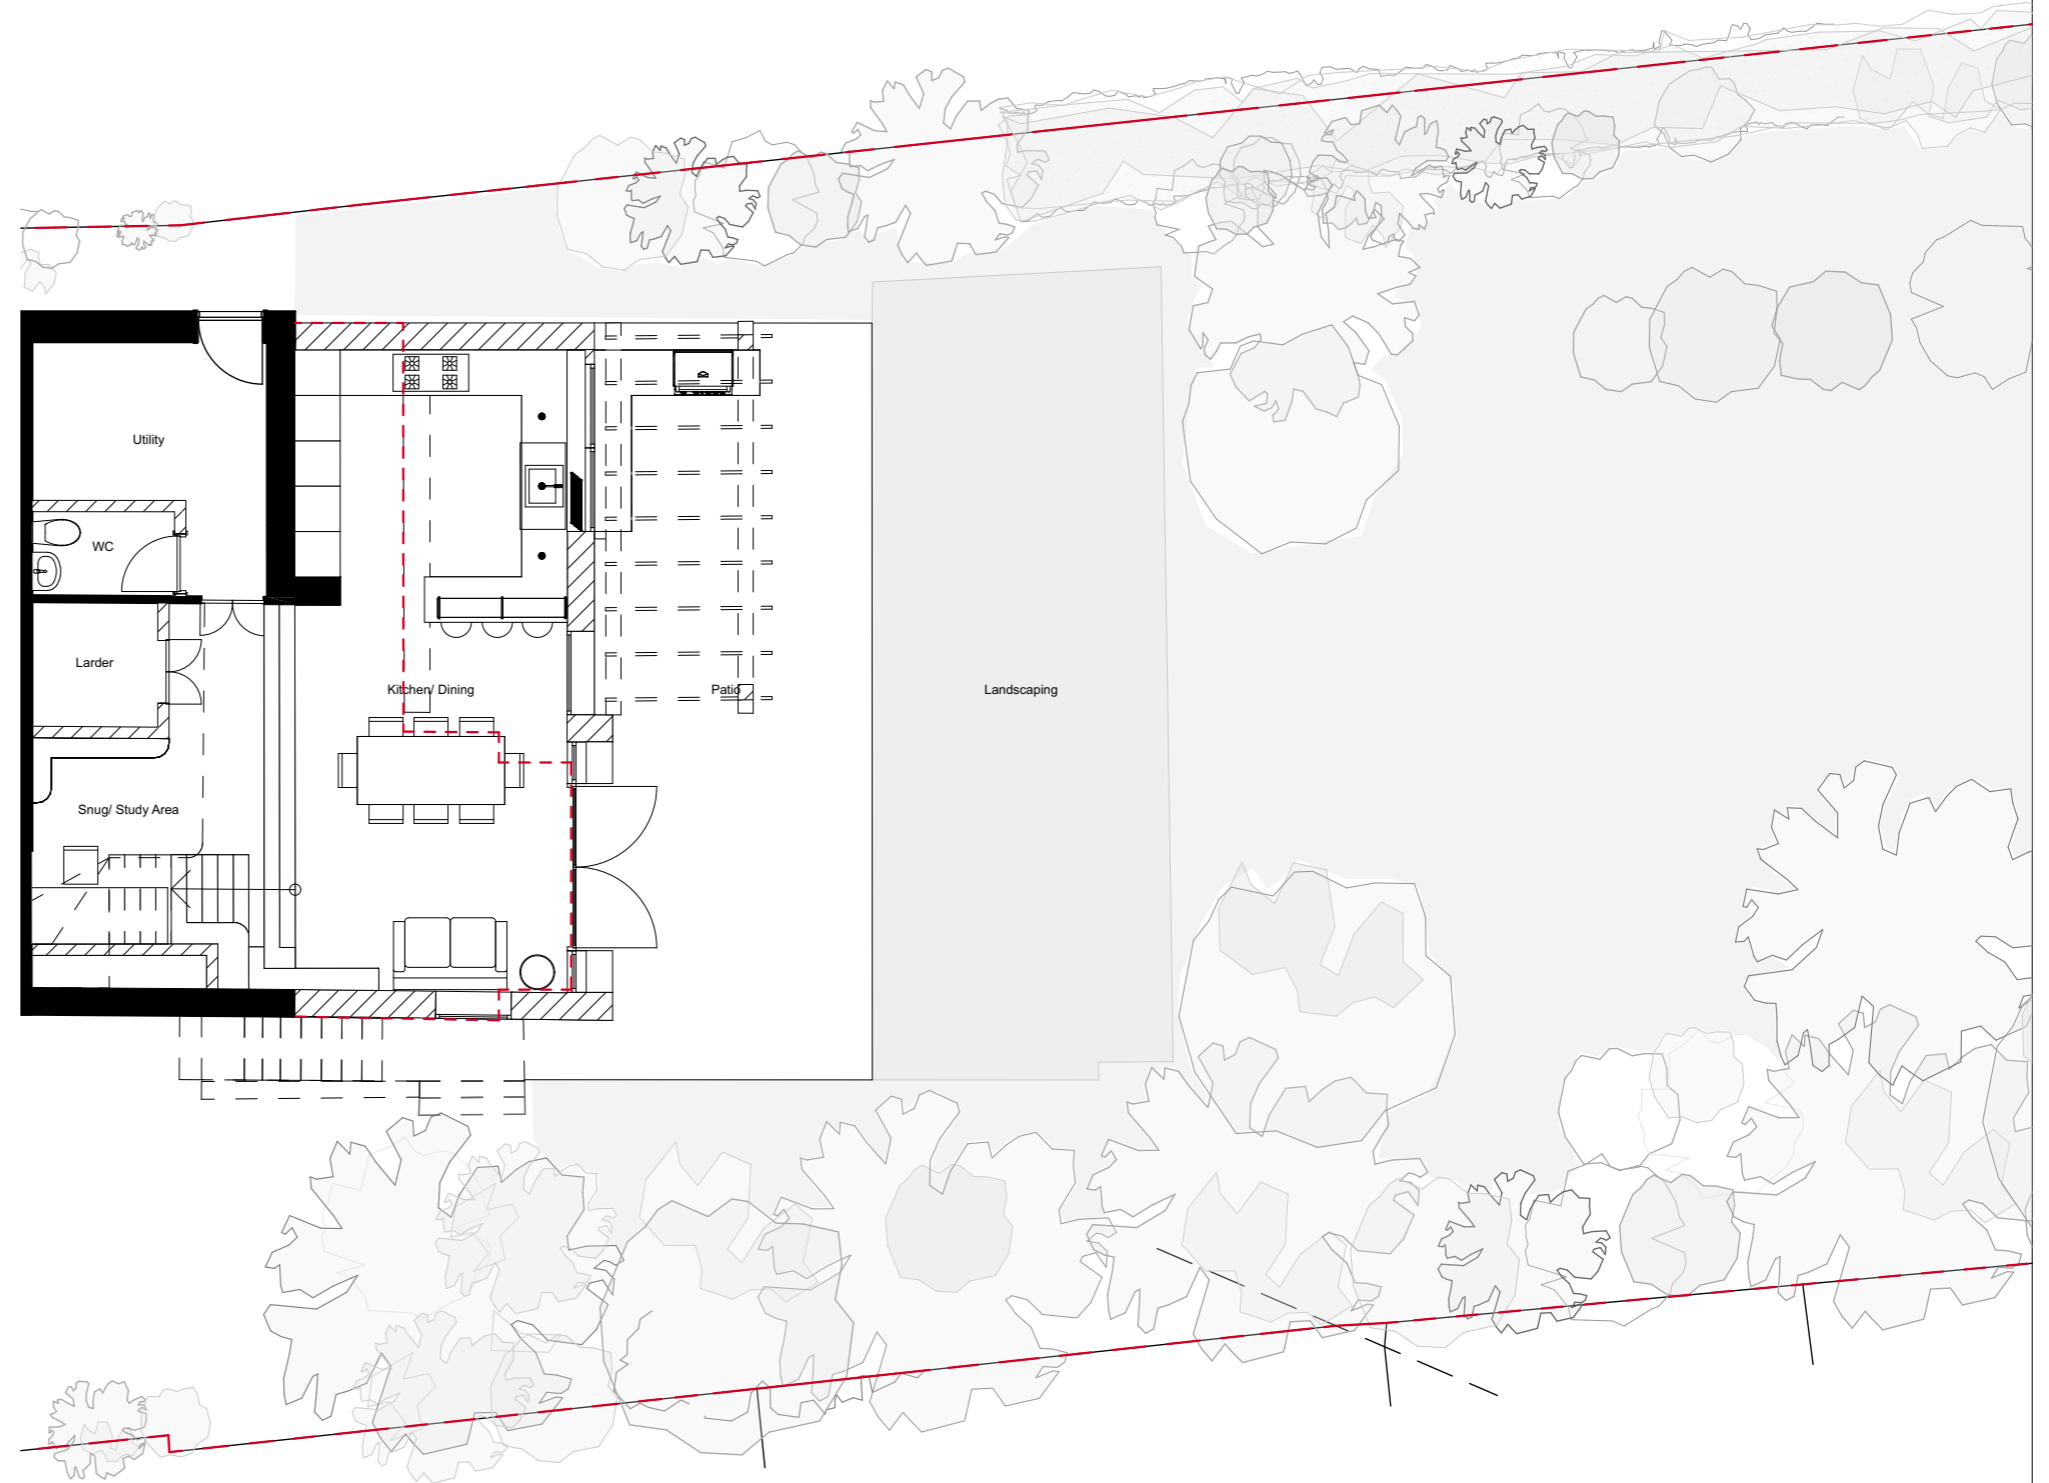 Utility
WC
Larder
Kitchen/ Dining
Patio
Landscaping
Snug/ Study Area